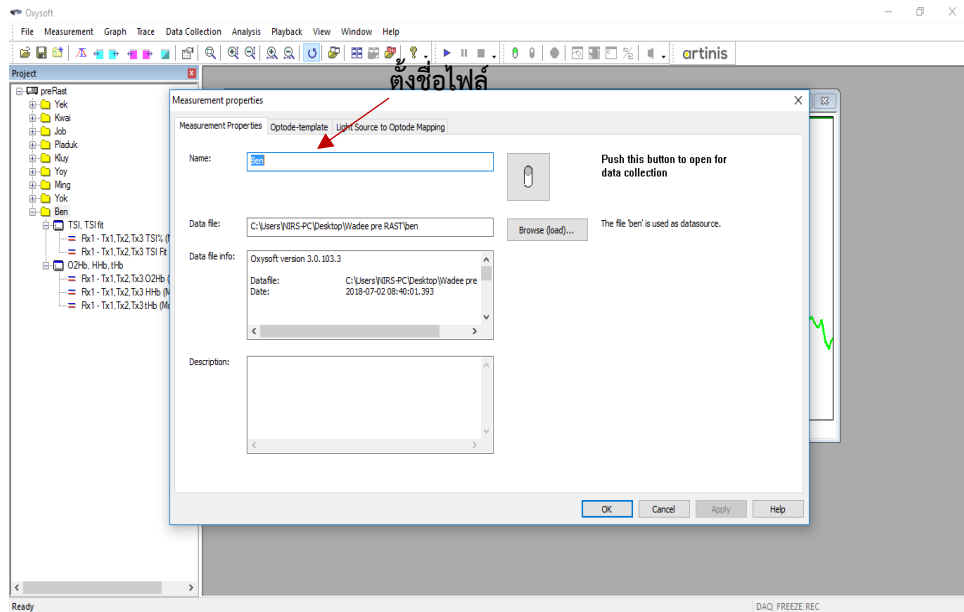 Oxysoft
File Measurement Graph Trace Data Collection Analysis Playback View Window Help
artinis
ตั้งชื่อไฟล์
Project
preRast
Yek
Kwai
Job
Pladuk
Kluy
Yoy
Ming
Yok
Ben
TSI, TSI fit
Rx1 - Tx1,Tx2,Tx3 TSI% (
Rx1 - Tx1,Tx2,Tx3 TSI Fit
O2Hb, HHb, tHb
Rx1 - Tx1,Tx2,Tx3 O2Hb (
Rx1 - Tx1,Tx2,Tx3 HHb (M
Rx1 - Tx1,Tx2,Tx3 tHb (Mo
Measurement properties
Measurement Properties Optode-template Light Source to Optode Mapping
Name: Ben
Push this button to open for
data collection
Data file: C:\Users\NIRS-PC\Desktop\Wadee pre RAST\ben Browse (load)... The file 'ben' is used as datasource.
Data file info: Oxysoft version 3.0.103.3
Datafile: C:\Users\NIRS-PC\Desktop\Wadee pre
Date: 2018-07-02 08:40:01.393
Description:
OK Cancel Apply Help
Ready DAQ FREEZE REC